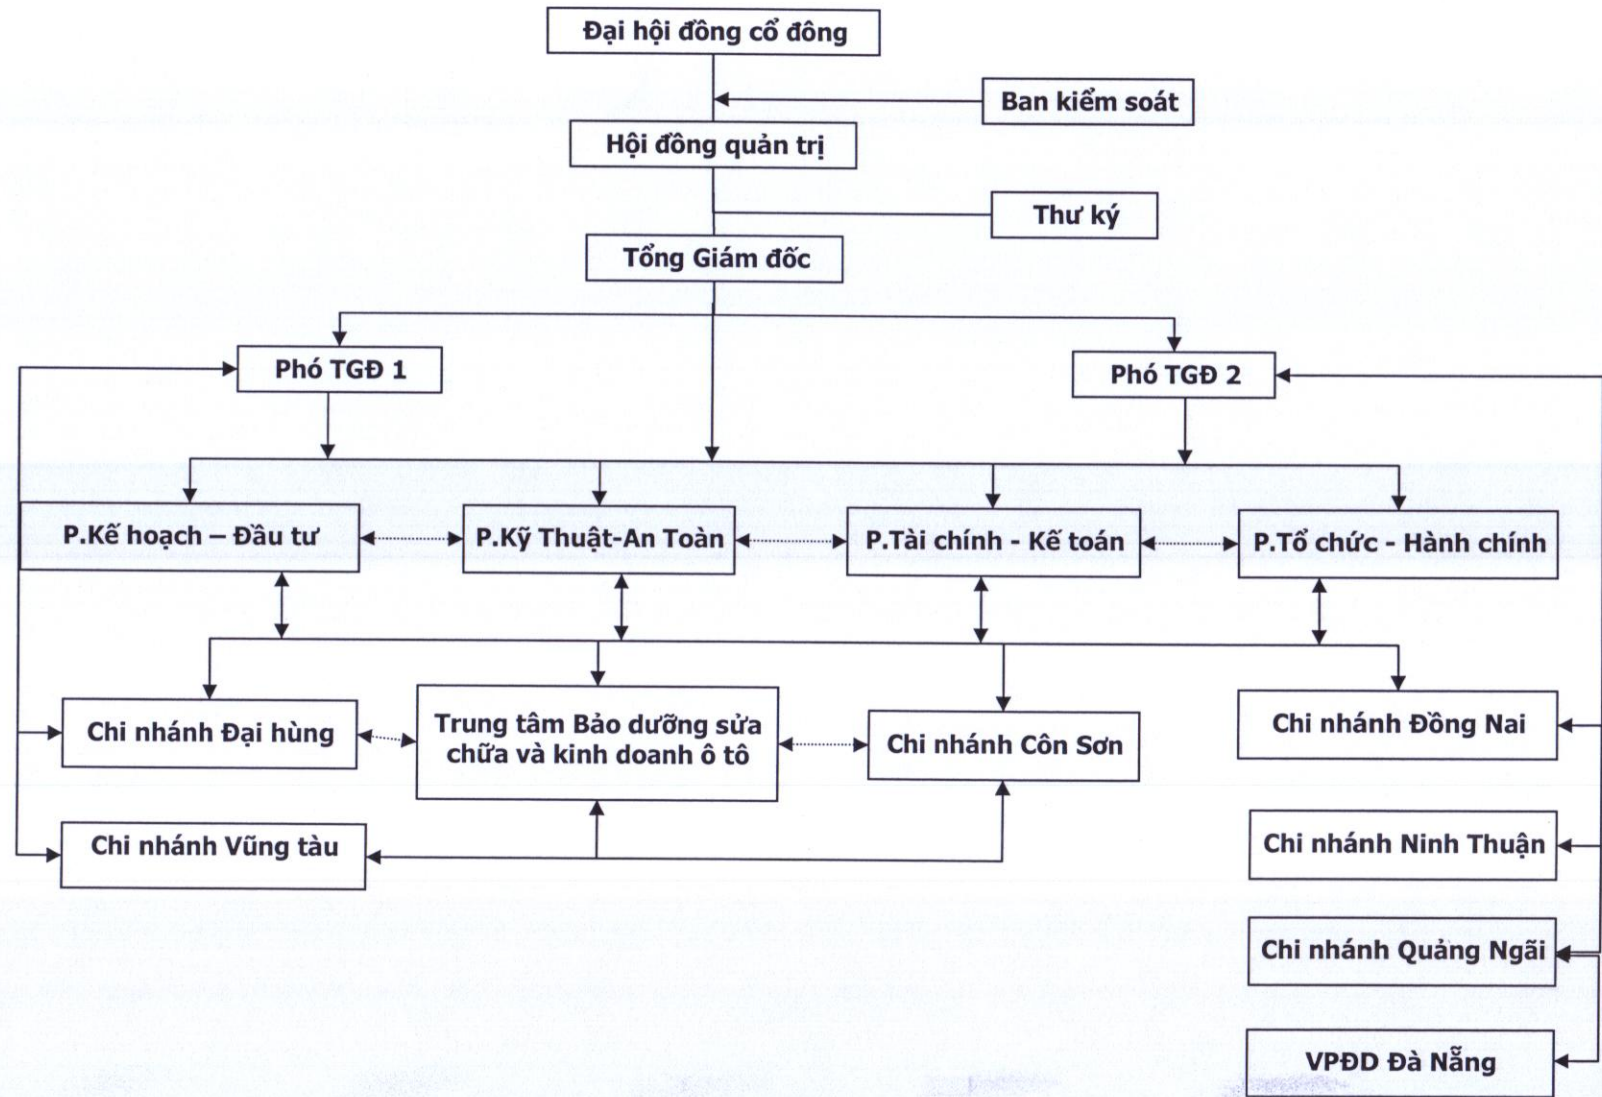 Đại hội đồng cổ đông
Ban kiểm soát
Hội đồng quản trị
Thư ký
Tổng Giám đốc
Phó TGĐ 1
Phó TGĐ 2
P.Kế hoạch – Đầu tư
P.Kỹ Thuật-An Toàn
P.Tài chính - Kế toán
P.Tổ chức - Hành chính
Chi nhánh Đại hùng
Trung tâm Bảo dưỡng sửa
chữa và kinh doanh ô tô
Chi nhánh Côn Sơn
Chi nhánh Đồng Nai
Chi nhánh Vũng tàu
Chi nhánh Ninh Thuận
Chi nhánh Quảng Ngãi
VPĐD Đà Nẵng